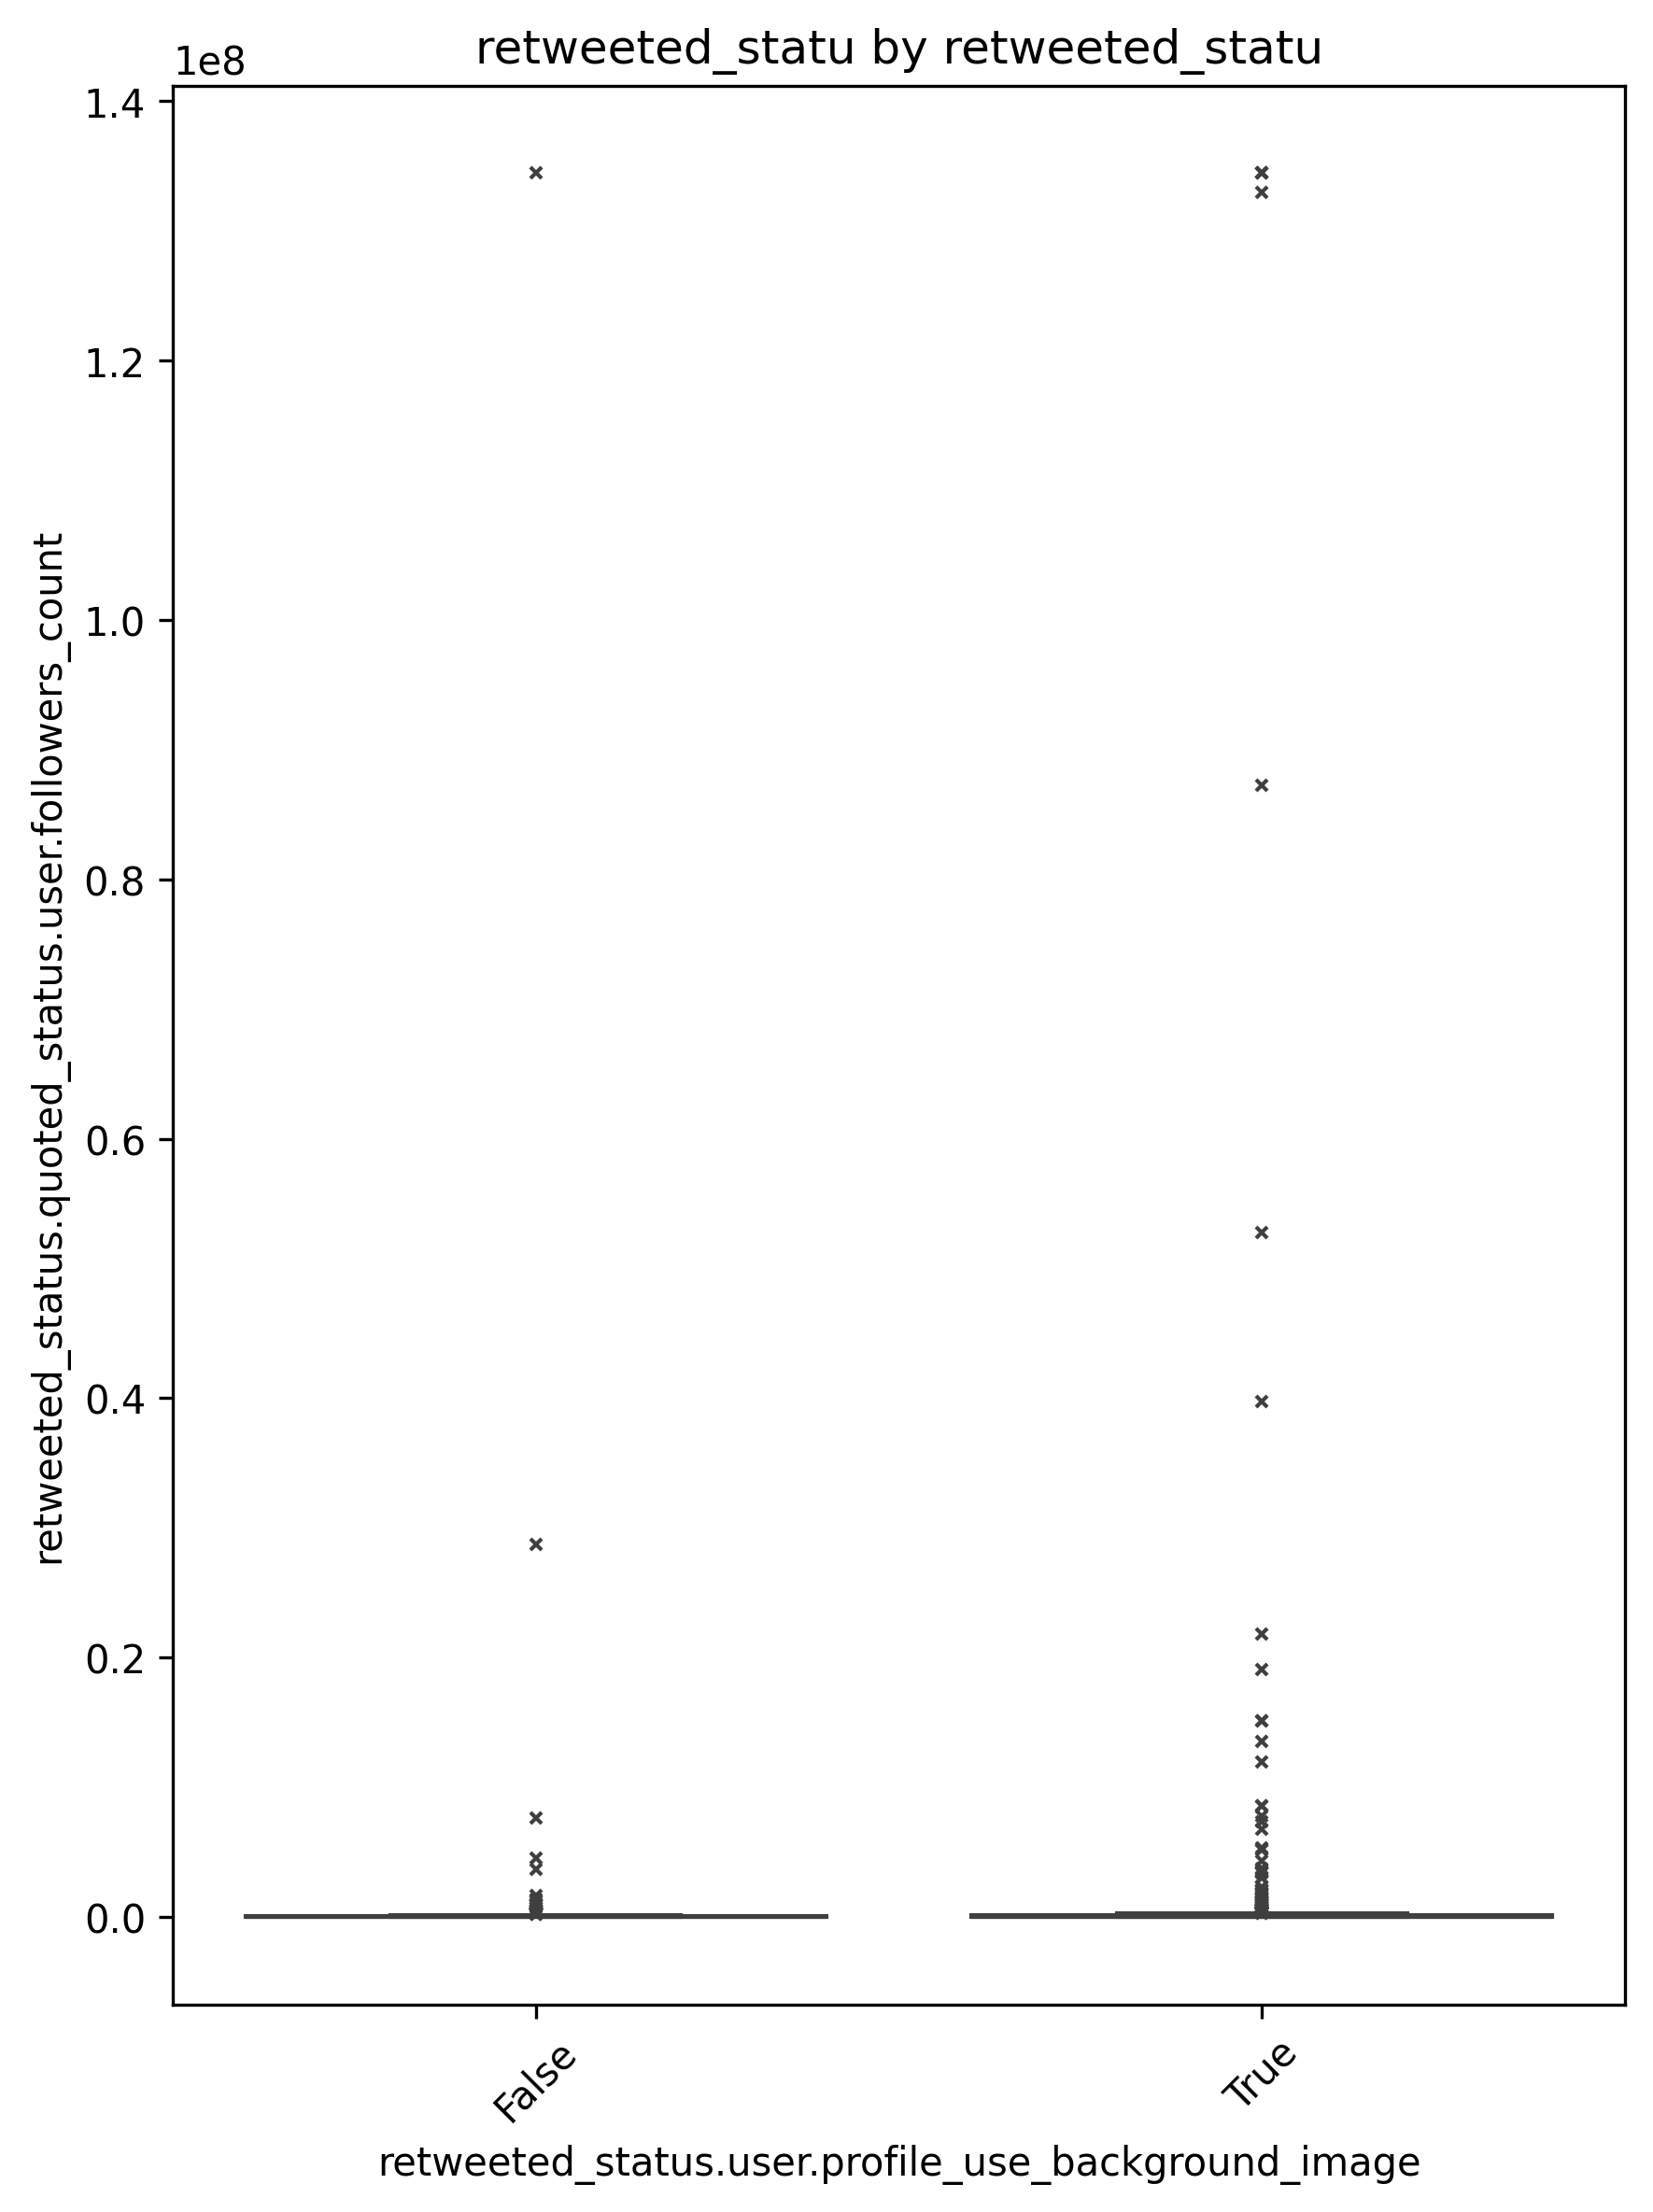 retweeted_statu by retweeted_statu
1e8
1.4
1.2
1.0
0.8
0.6
0.4
0.2
0.0
retweeted_status.quoted_status.user.followers_count
False
True
retweeted_status.user.profile_use_background_image